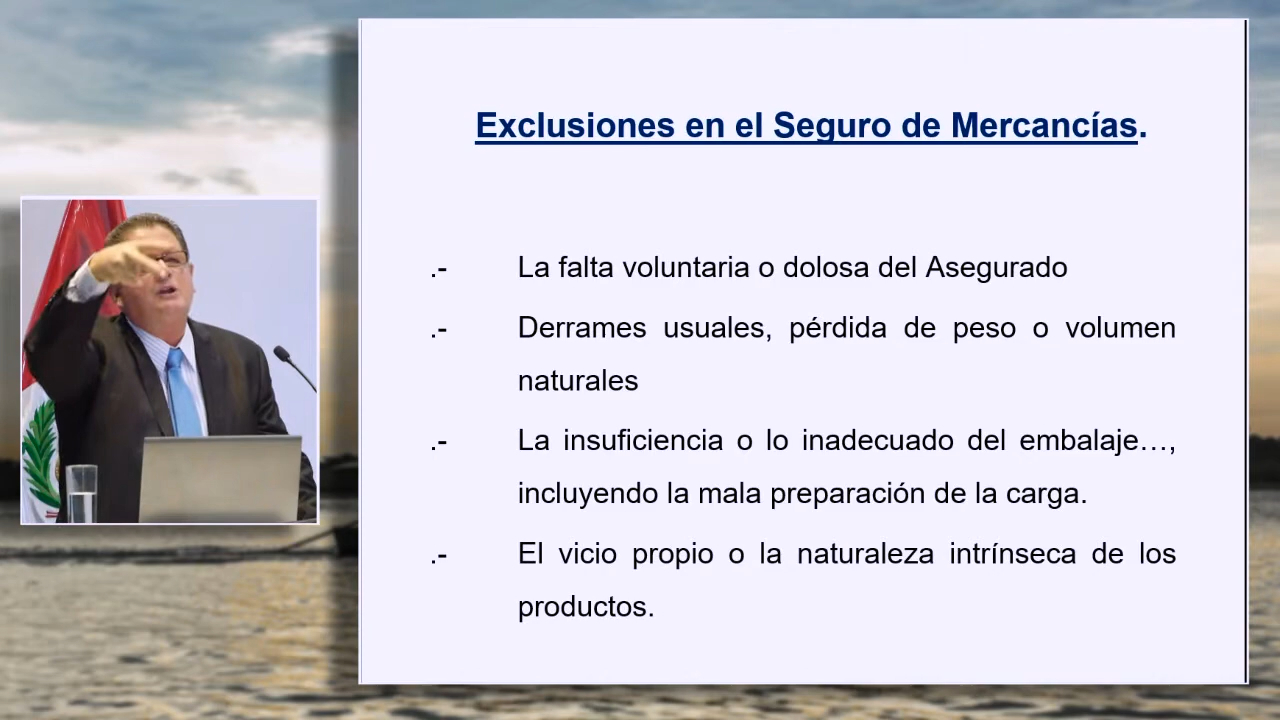 Exclusiones en el Seguro de Mercancías.
.- La falta voluntaria o dolosa del Asegurado
.- Derrames usuales, pérdida de peso o volumen
naturales
.- La insuficiencia o lo inadecuado del embalaje…,
incluyendo la mala preparación de la carga.
.- El vicio propio o la naturaleza intrínseca de los
productos.